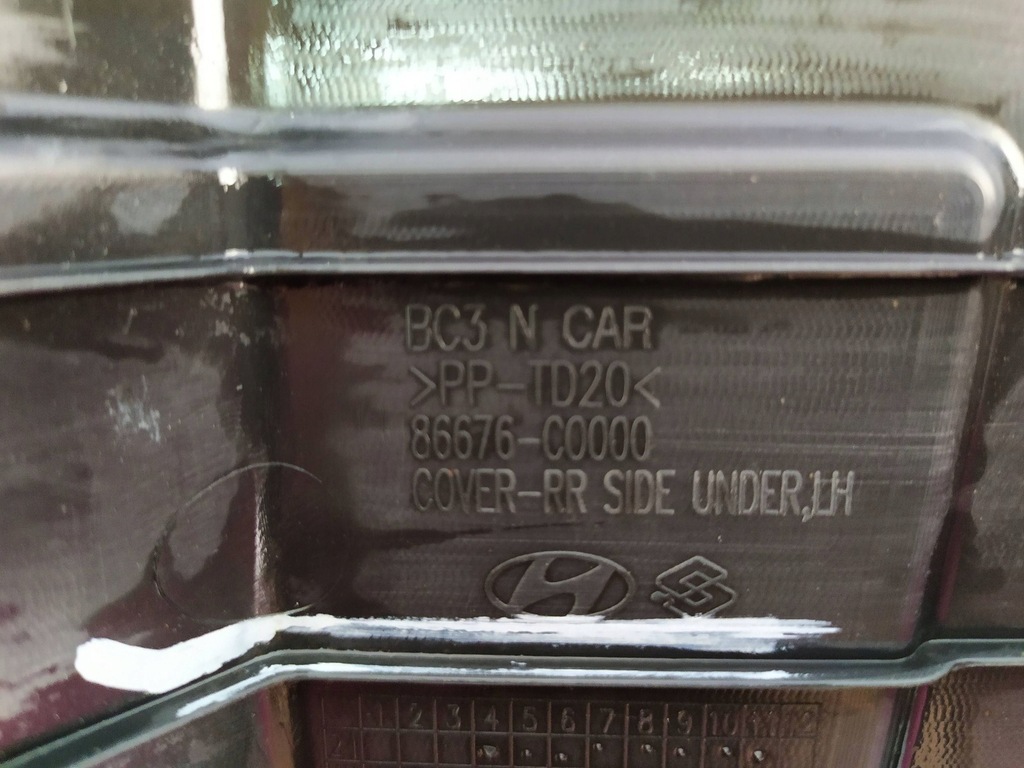 BC3 N CAR
>PP-TD20<
86676-C0000
COVER-RR SIDE UNDER,LH
1 2 3 4 5 6 7 8 9 10 11 12
21